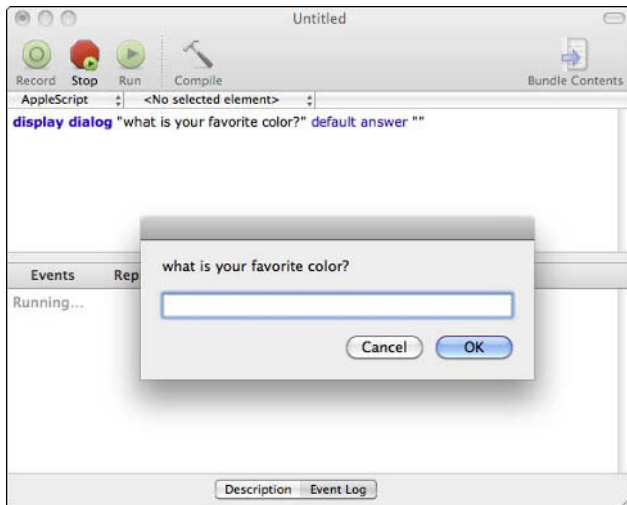 Untitled
Record Stop Run Compile Bundle Contents
AppleScript <No selected element>
display dialog "what is your favorite color?" default answer ""
what is your favorite color?
Events Rep
Running...
Cancel OK
Description Event Log